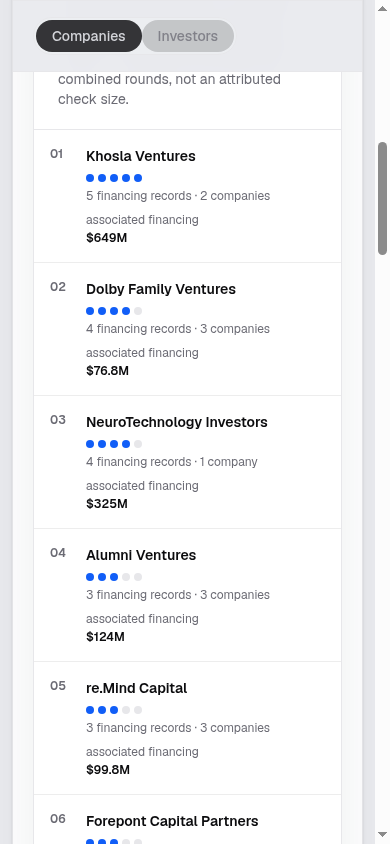 Companies
Investors
combined rounds, not an attributed
check size.
01
Khosla Ventures
5 financing records · 2 companies
associated financing
$649M
02
Dolby Family Ventures
4 financing records · 3 companies
associated financing
$76.8M
03
NeuroTechnology Investors
4 financing records · 1 company
associated financing
$325M
04
Alumni Ventures
3 financing records · 3 companies
associated financing
$124M
05
re.Mind Capital
3 financing records · 3 companies
associated financing
$99.8M
06
Forepont Capital Partners